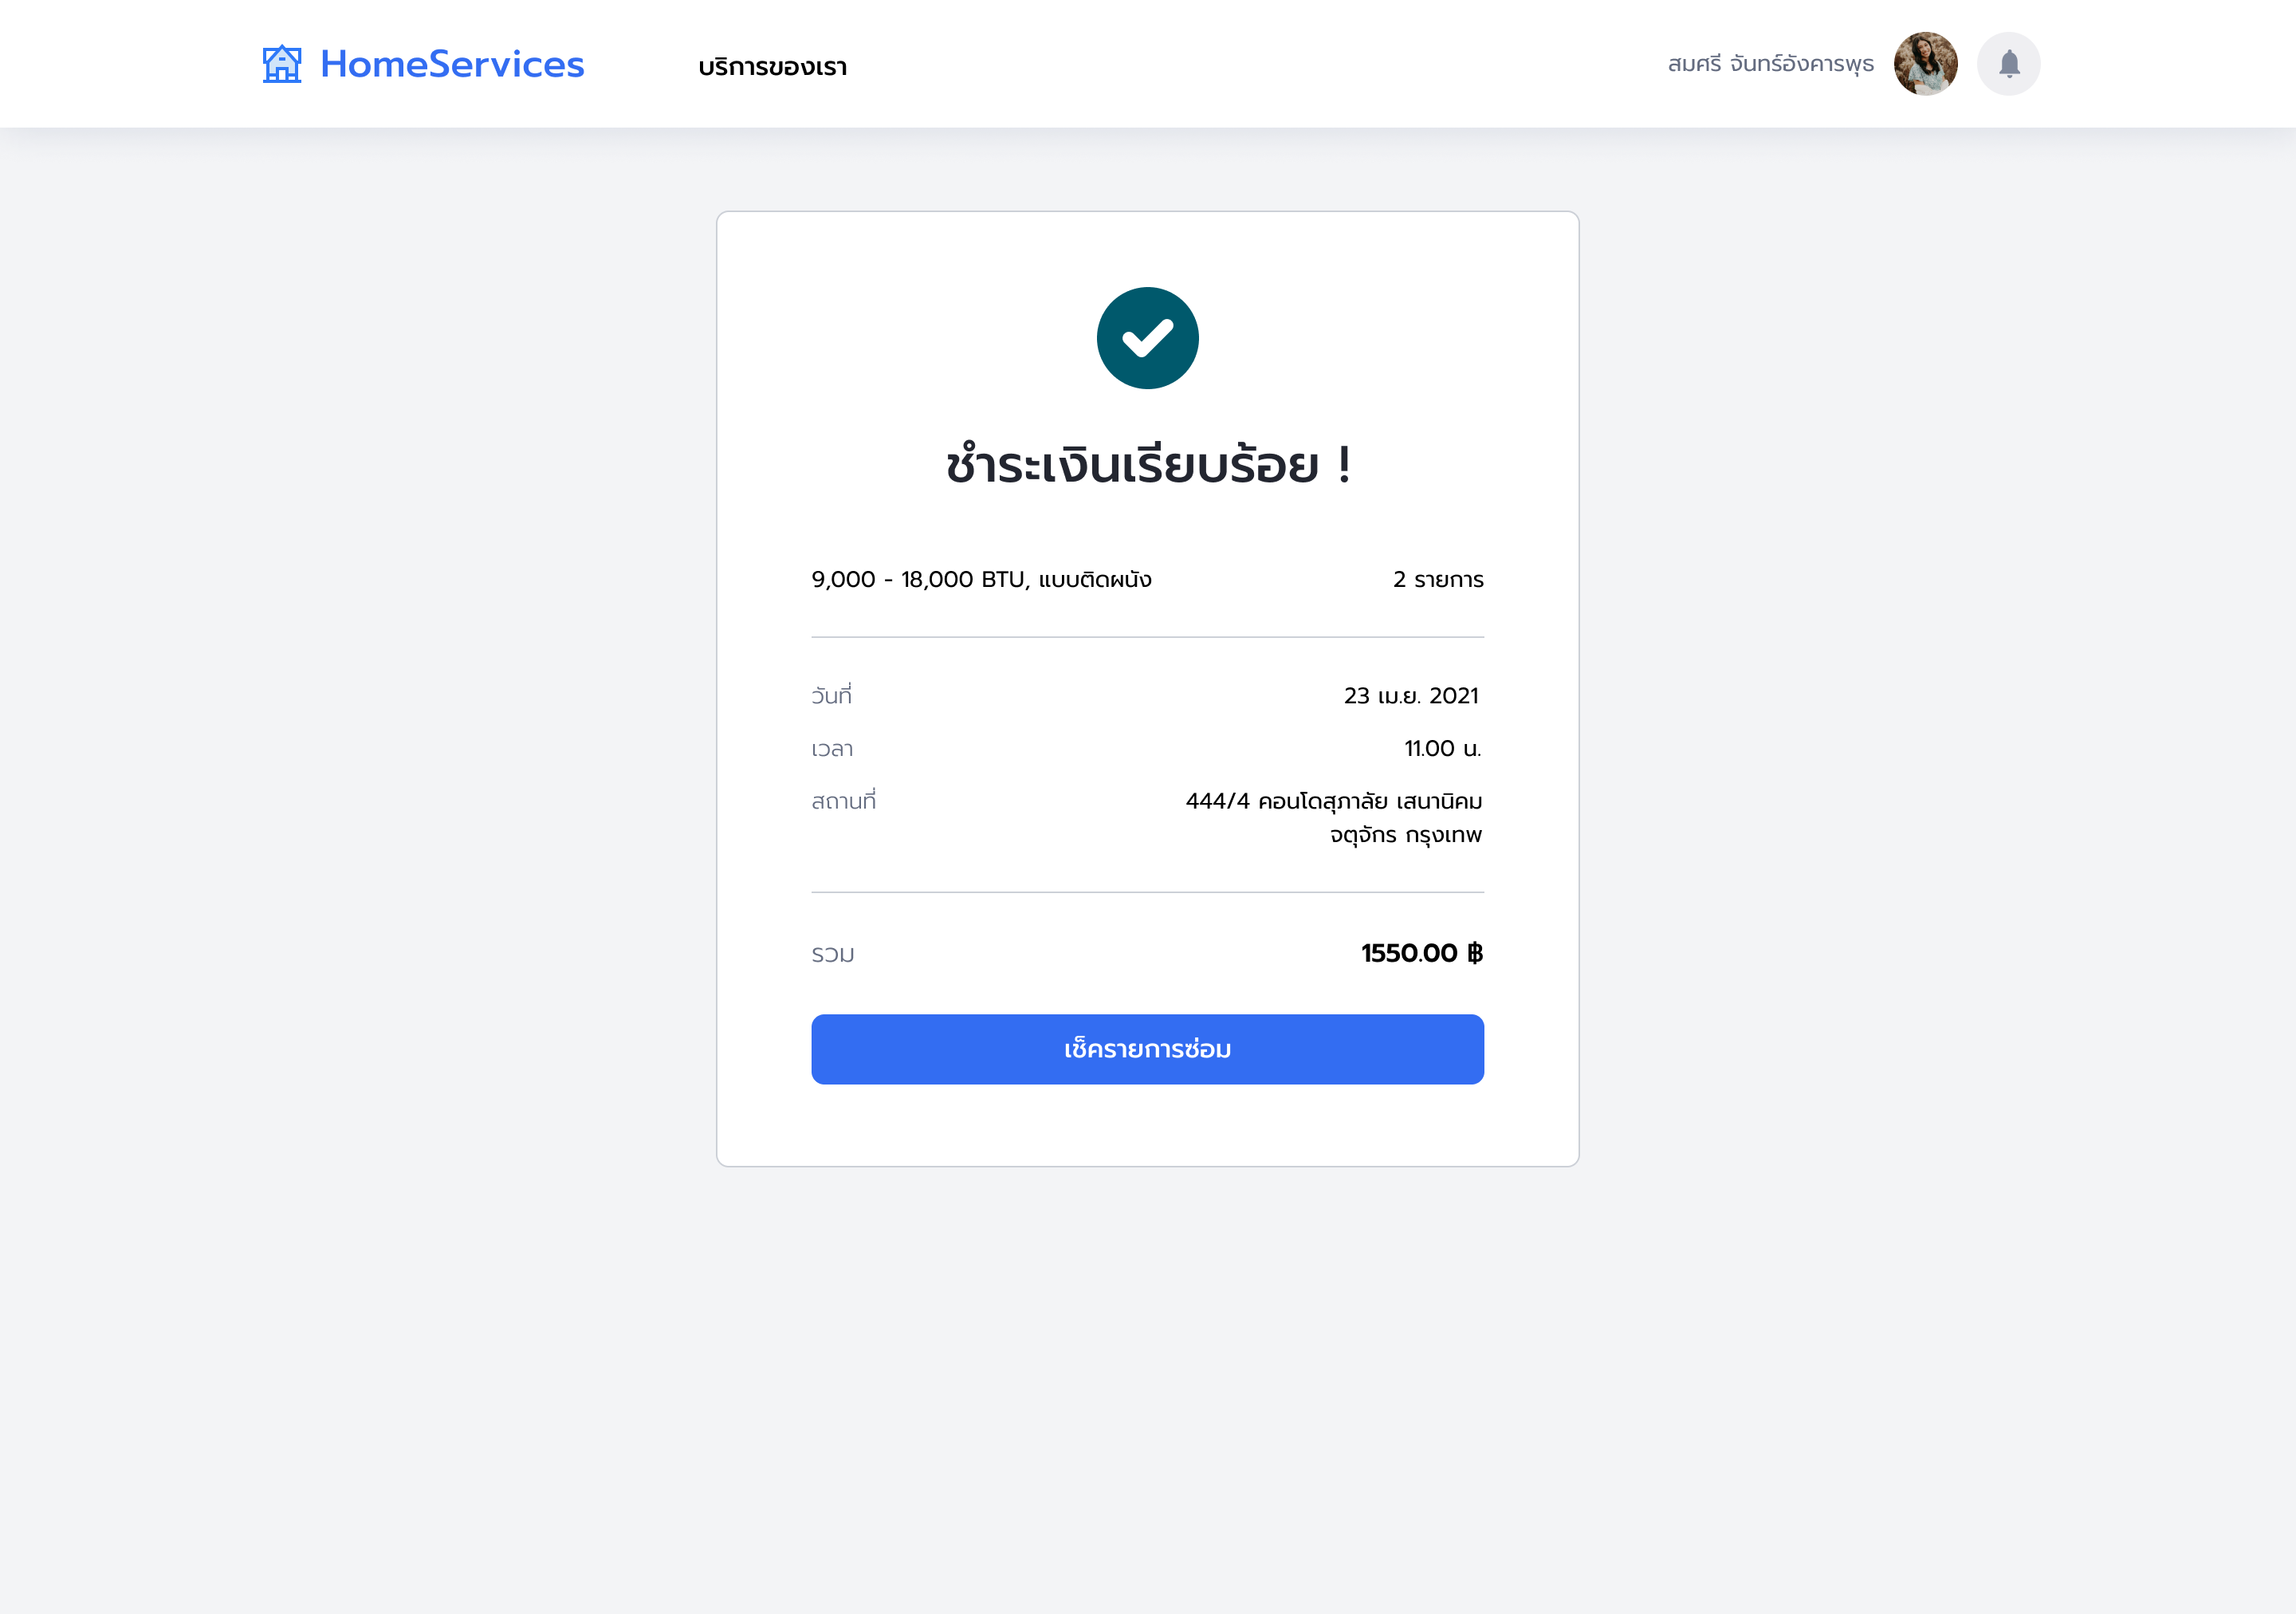 HomeServices
บริการของเรา
สมศรี จันทร์อังคารพุธ
ชำระเงินเรียบร้อย !
9,000 - 18,000 BTU, แบบติดผนัง
2 รายการ
วันที่
23 เม.ย. 2021
เวลา
11.00 น.
สถานที่
444/4 คอนโดสุภาลัย เสนานิคม
จตุจักร กรุงเทพ
รวม
1550.00 ฿
เช็ครายการซ่อม